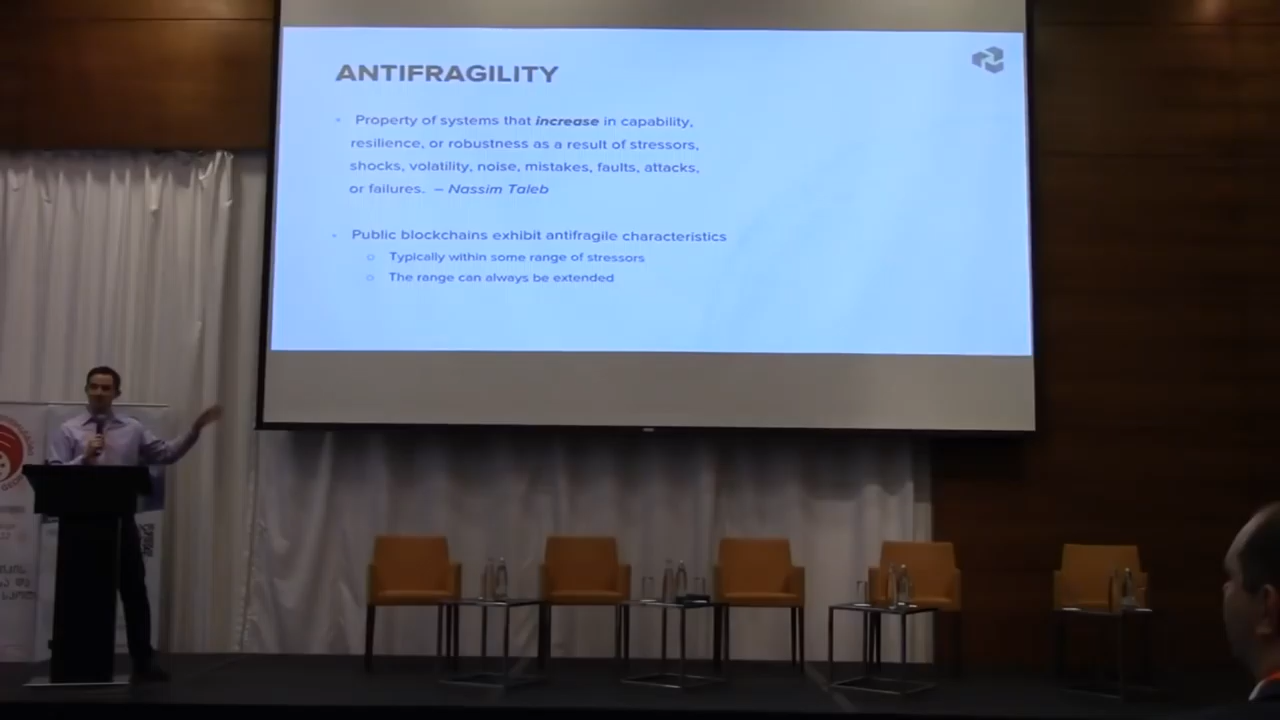 ANTIFRAGILITY
Property of systems that increase in capability,
resilience, or robustness as a result of stressors,
shocks, volatility, noise, mistakes, faults, attacks,
or failures. – Nassim Taleb
Public blockchains exhibit antifragile characteristics
Typically within some range of stressors
The range can always be extended